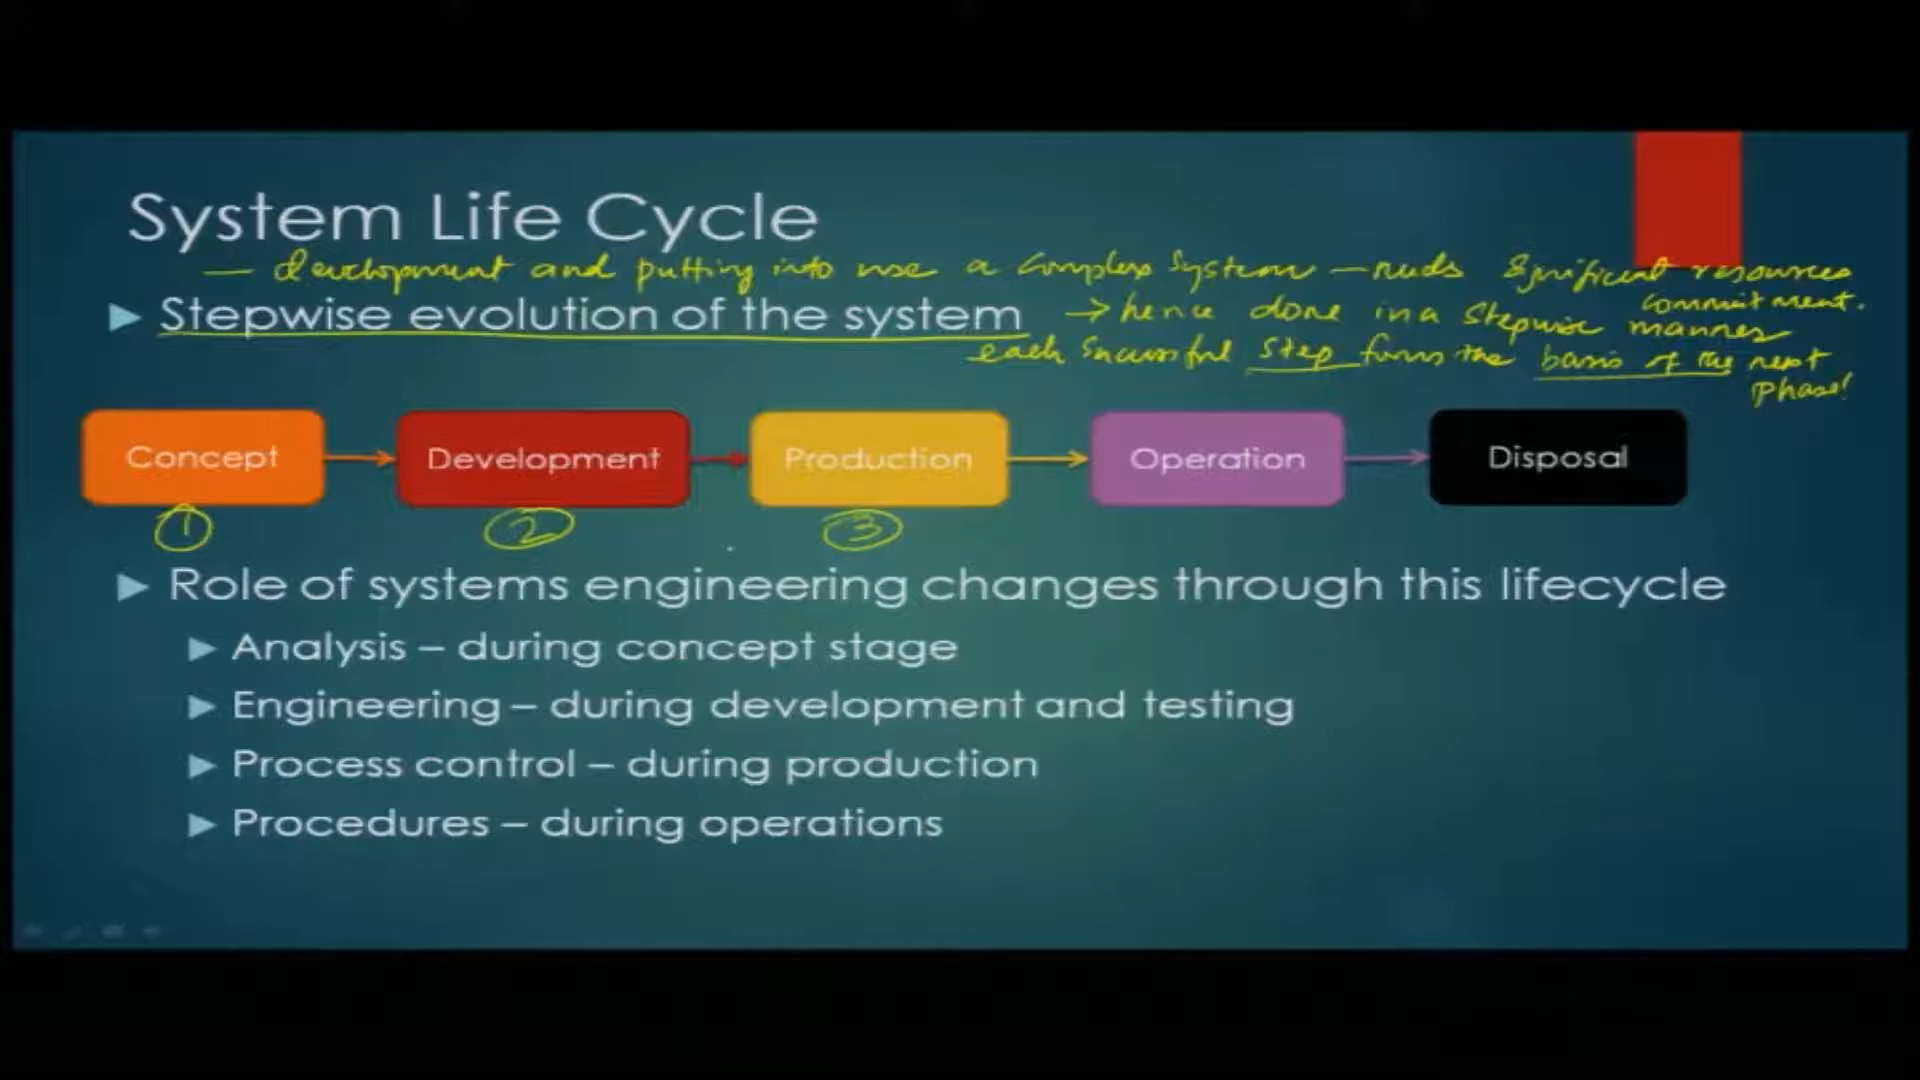 System Life Cycle
— development and putting into use a complex system — needs significant resources
commitment.
▶ Stepwise evolution of the system → hence done in a stepwise manner
each successful step forms the basis of the next
phase!
Concept Development Production Operation Disposal
1 2 3
▶ Role of systems engineering changes through this lifecycle
▶ Analysis – during concept stage
▶ Engineering – during development and testing
▶ Process control – during production
▶ Procedures – during operations